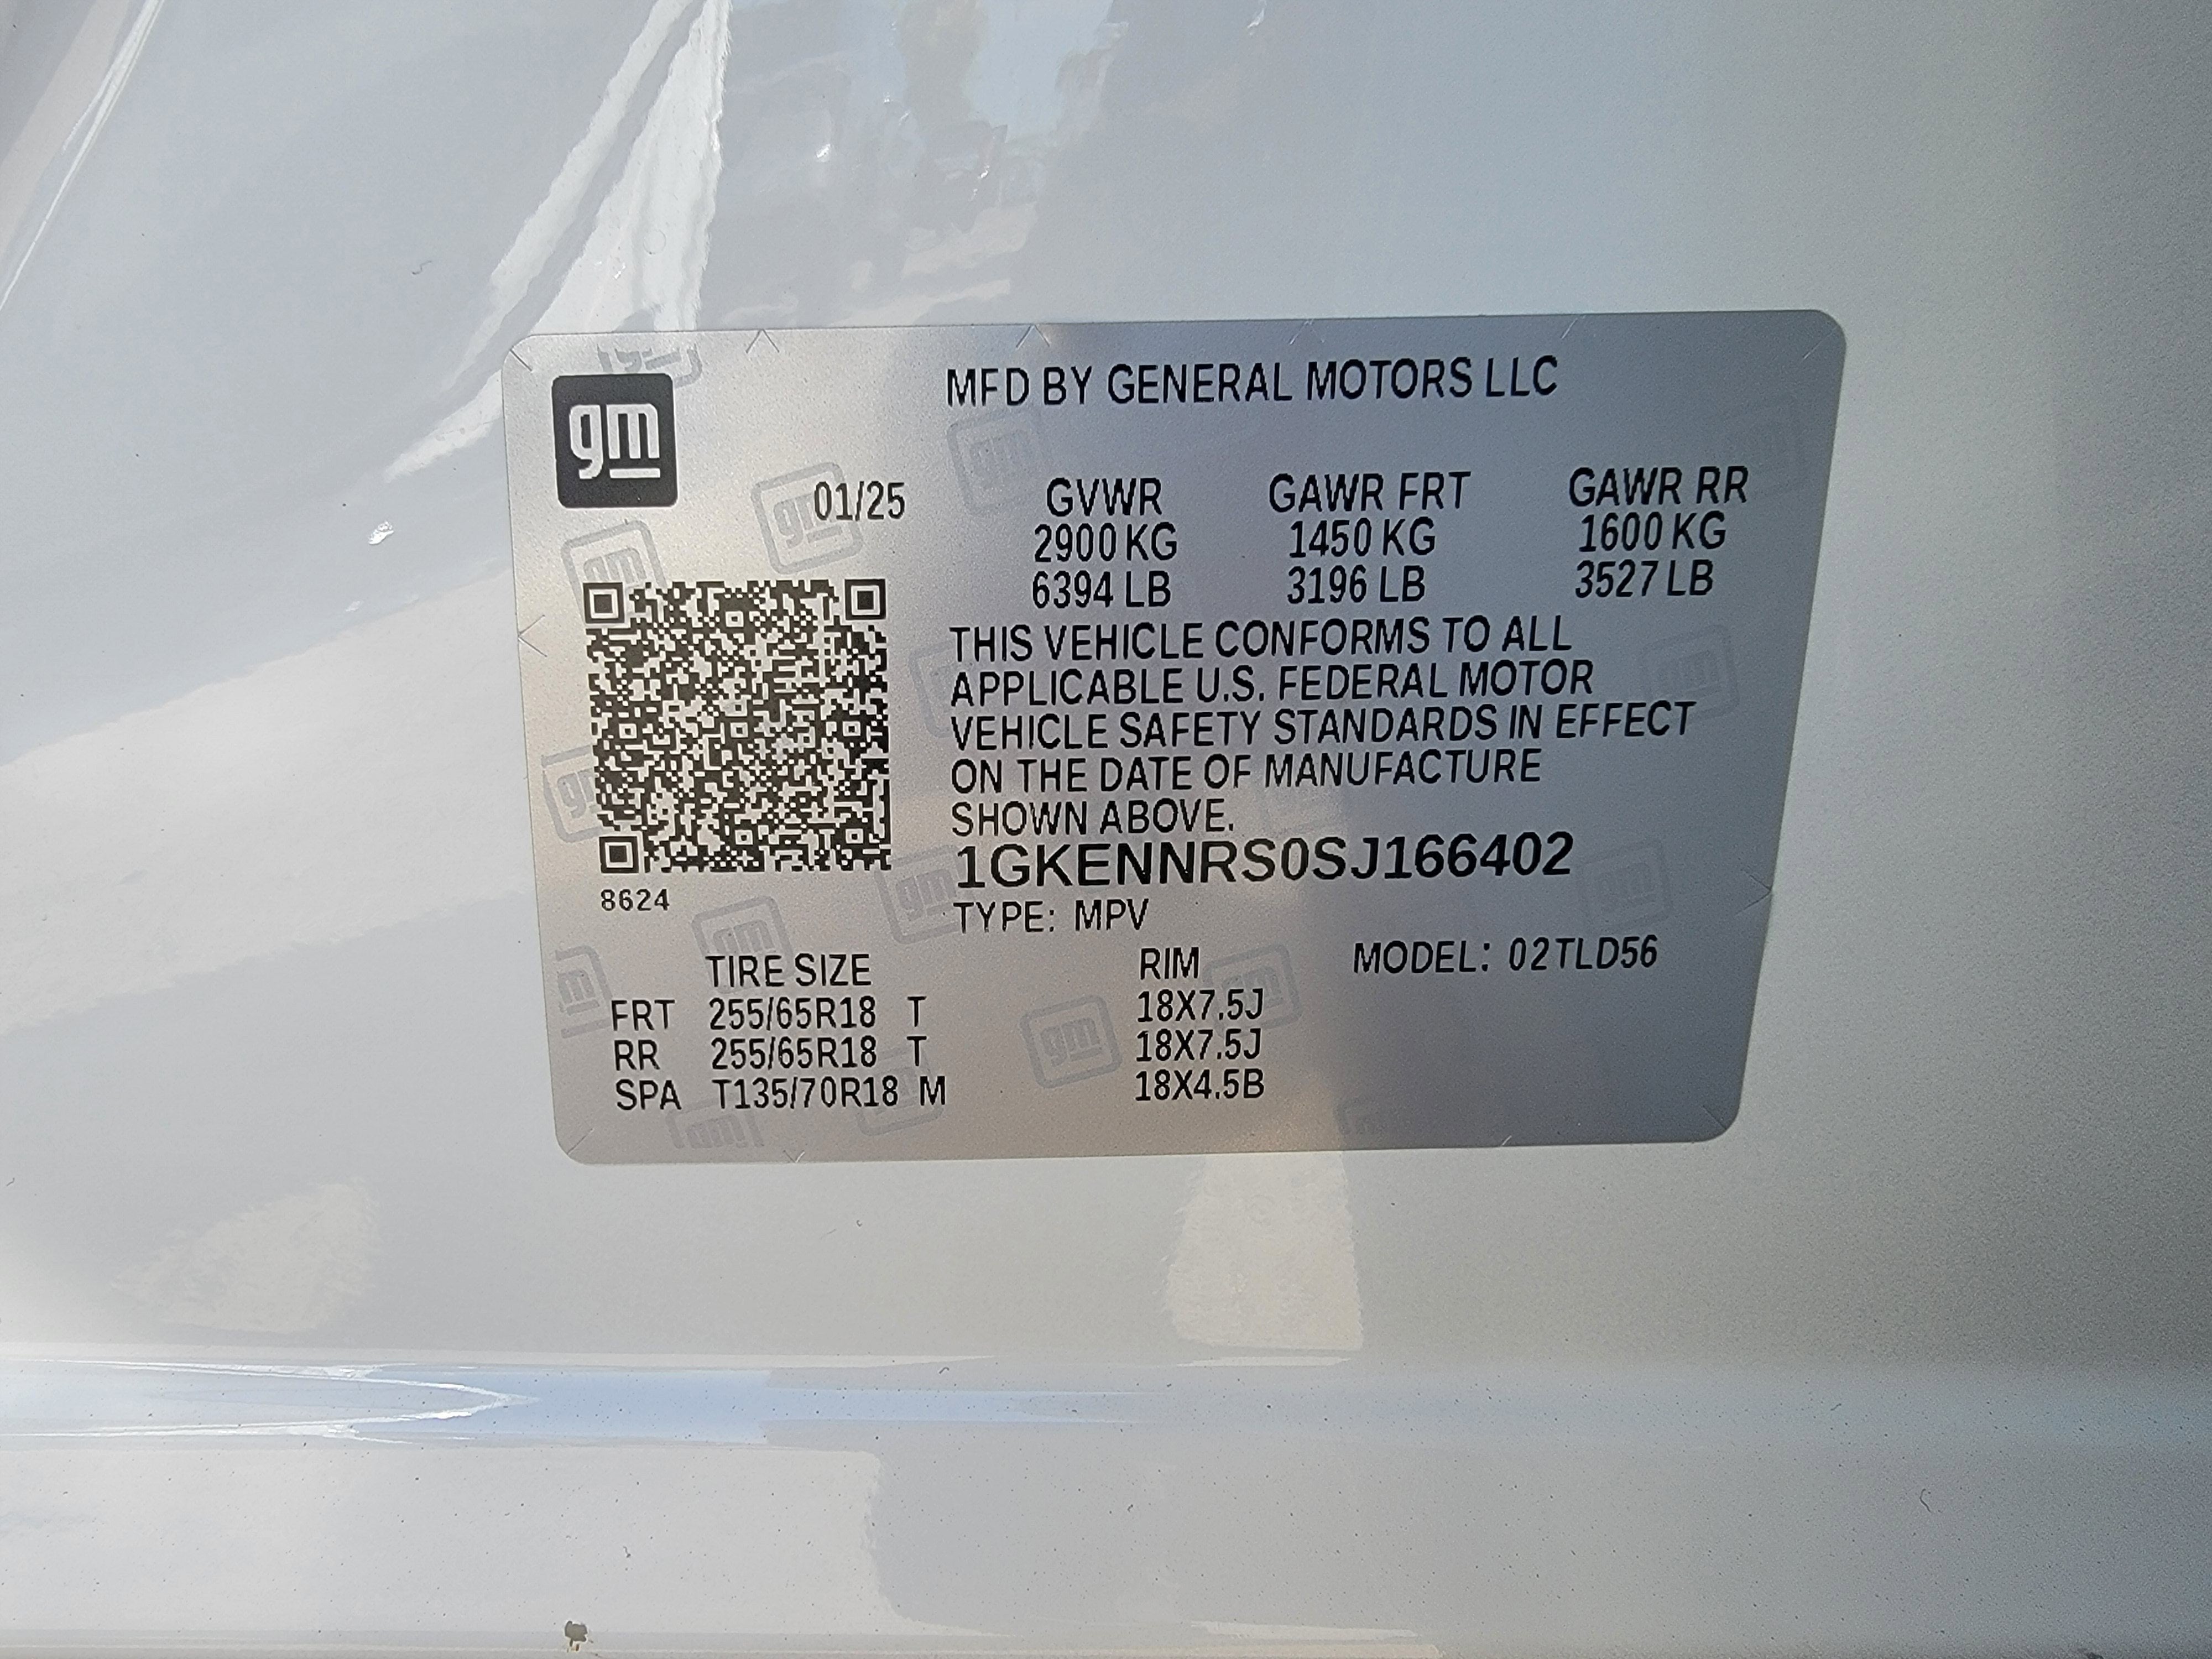 gm
MFD BY GENERAL MOTORS LLC
01/25 GVWR GAWR FRT GAWR RR
2900 KG 1450 KG 1600 KG
6394 LB 3196 LB 3527 LB
THIS VEHICLE CONFORMS TO ALL
APPLICABLE U.S. FEDERAL MOTOR
VEHICLE SAFETY STANDARDS IN EFFECT
ON THE DATE OF MANUFACTURE
SHOWN ABOVE.
1GKENNRS0SJ166402
8624
TYPE: MPV
TIRE SIZE RIM MODEL: 02TLD56
FRT 255/65R18 T 18X7.5J
RR 255/65R18 T 18X7.5J
SPA T135/70R18 M 18X4.5B